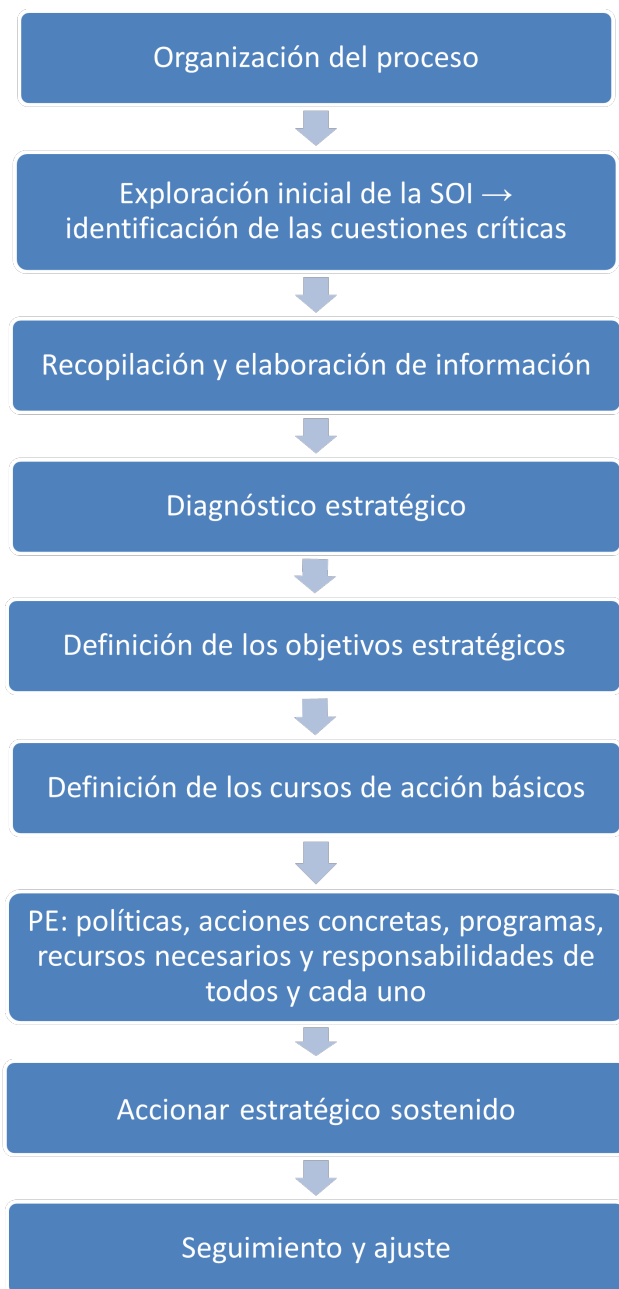 Organización del proceso
Exploración inicial de la SOI →
identificación de las cuestiones críticas
Recopilación y elaboración de información
Diagnóstico estratégico
Definición de los objetivos estratégicos
Definición de los cursos de acción básicos
PE: políticas, acciones concretas, programas,
recursos necesarios y responsabilidades de
todos y cada uno
Accionar estratégico sostenido
Seguimiento y ajuste